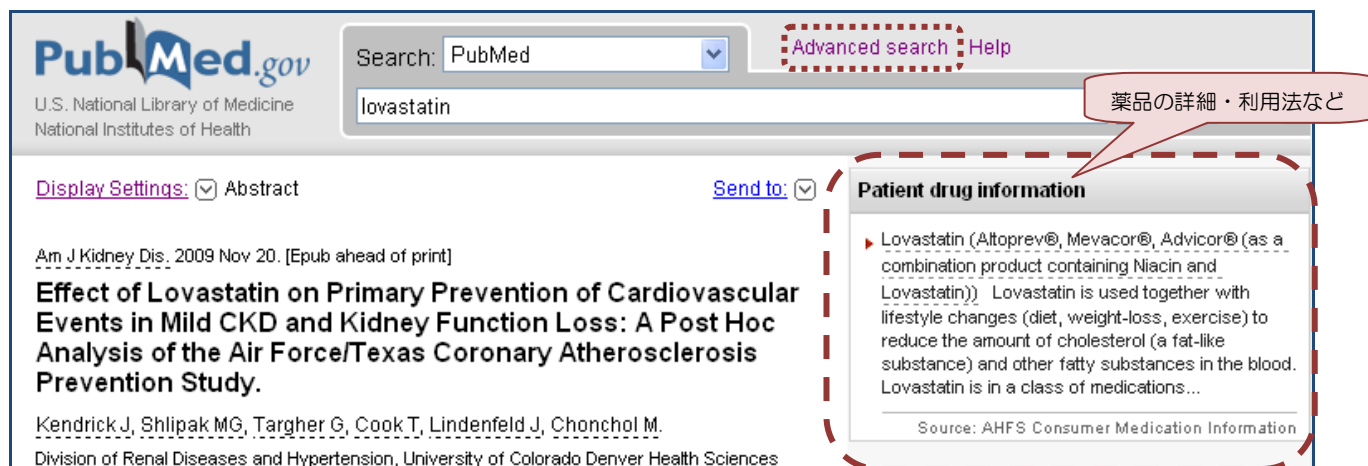 PubMed.gov
U.S. National Library of Medicine
National Institutes of Health
Search: PubMed
Advanced search Help
lovastatin
薬品の詳細・利用法など
Display Settings: Abstract
Send to:
Am J Kidney Dis. 2009 Nov 20. [Epub ahead of print]
Effect of Lovastatin on Primary Prevention of Cardiovascular
Events in Mild CKD and Kidney Function Loss: A Post Hoc
Analysis of the Air Force/Texas Coronary Atherosclerosis
Prevention Study.
Kendrick J, Shlipak MG, Targher G, Cook T, Lindenfeld J, Chonchol M.
Division of Renal Diseases and Hypertension, University of Colorado Denver Health Sciences
Patient drug information
Lovastatin (Altoprev®, Mevacor®, Advicor® (as a
combination product containing Niacin and
Lovastatin)) Lovastatin is used together with
lifestyle changes (diet, weight-loss, exercise) to
reduce the amount of cholesterol (a fat-like
substance) and other fatty substances in the blood.
Lovastatin is in a class of medications...
Source: AHFS Consumer Medication Information